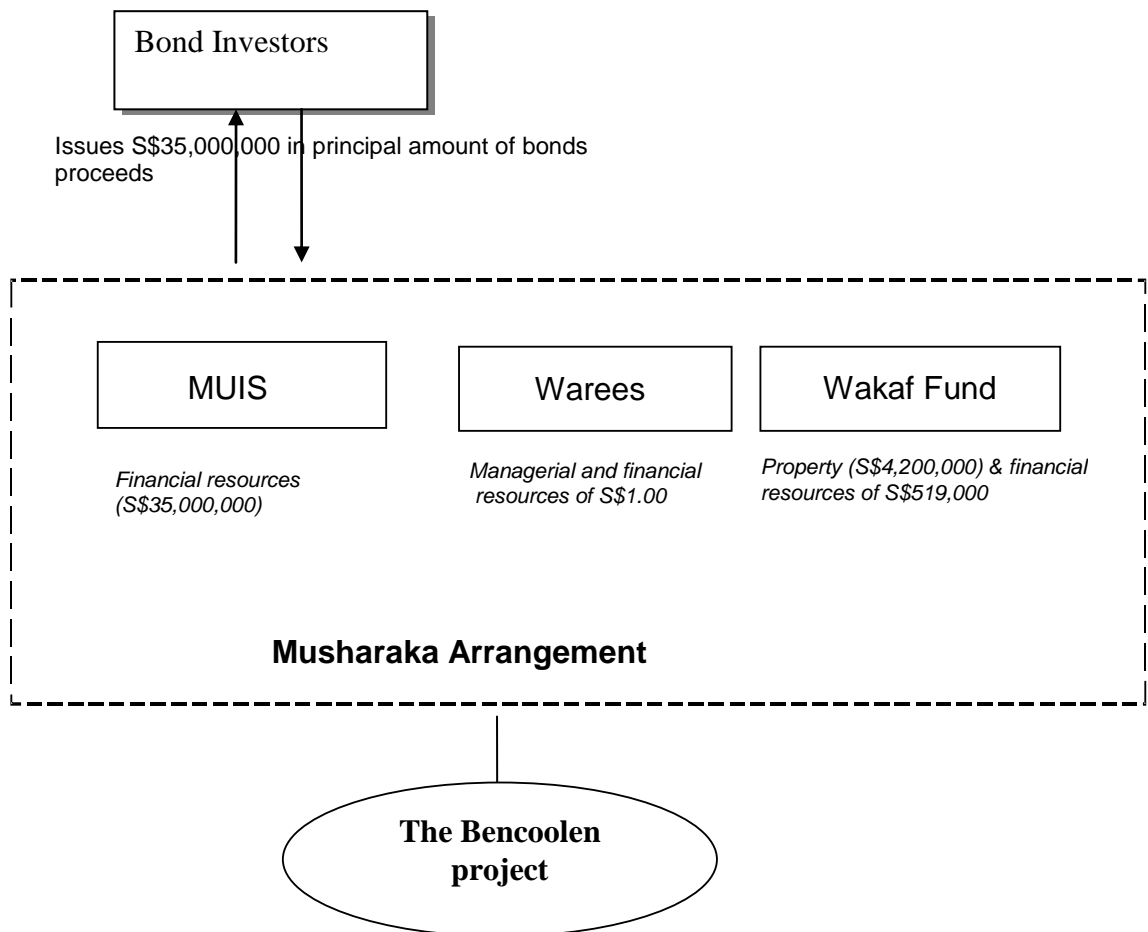 Bond Investors
Issues S$35,000,000 in principal amount of bonds
proceeds
MUIS
Warees
Wakaf Fund
Financial resources
(S$35,000,000)
Managerial and financial
resources of S$1.00
Property (S$4,200,000) & financial
resources of S$519,000
Musharaka Arrangement
The Bencoolen
project